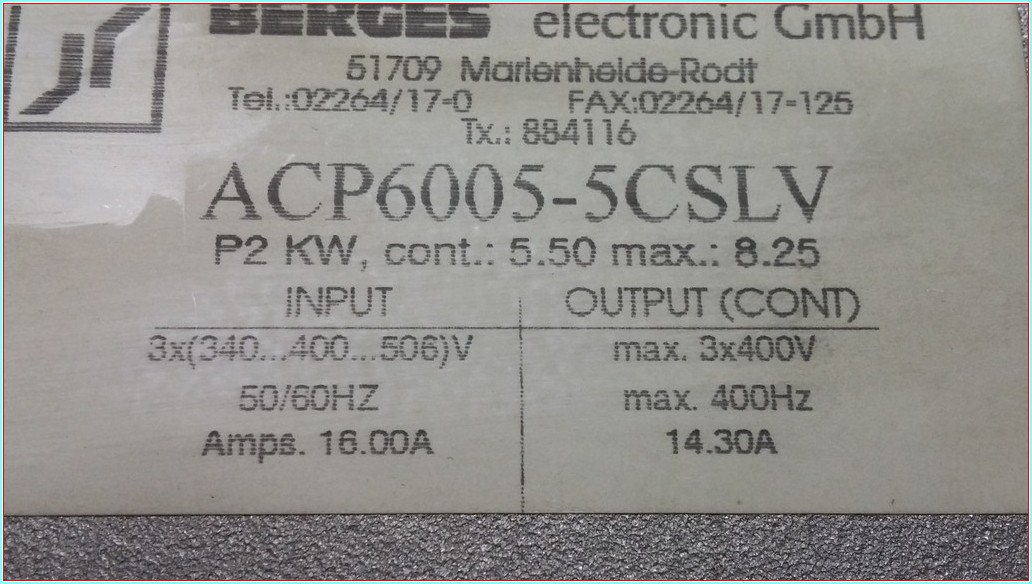 BERGES electronic GmbH
51709 Marienheide-Rodt
Tel.:02264/17-0 FAX:02264/17-125
Tx.: 884116
ACP6005-5CSLV
P2 KW, cont.: 5.50 max.: 8.25
INPUT OUTPUT (CONT)
3x(340...400...506)V max. 3x400V
50/60HZ max. 400Hz
Amps. 16.00A 14.30A